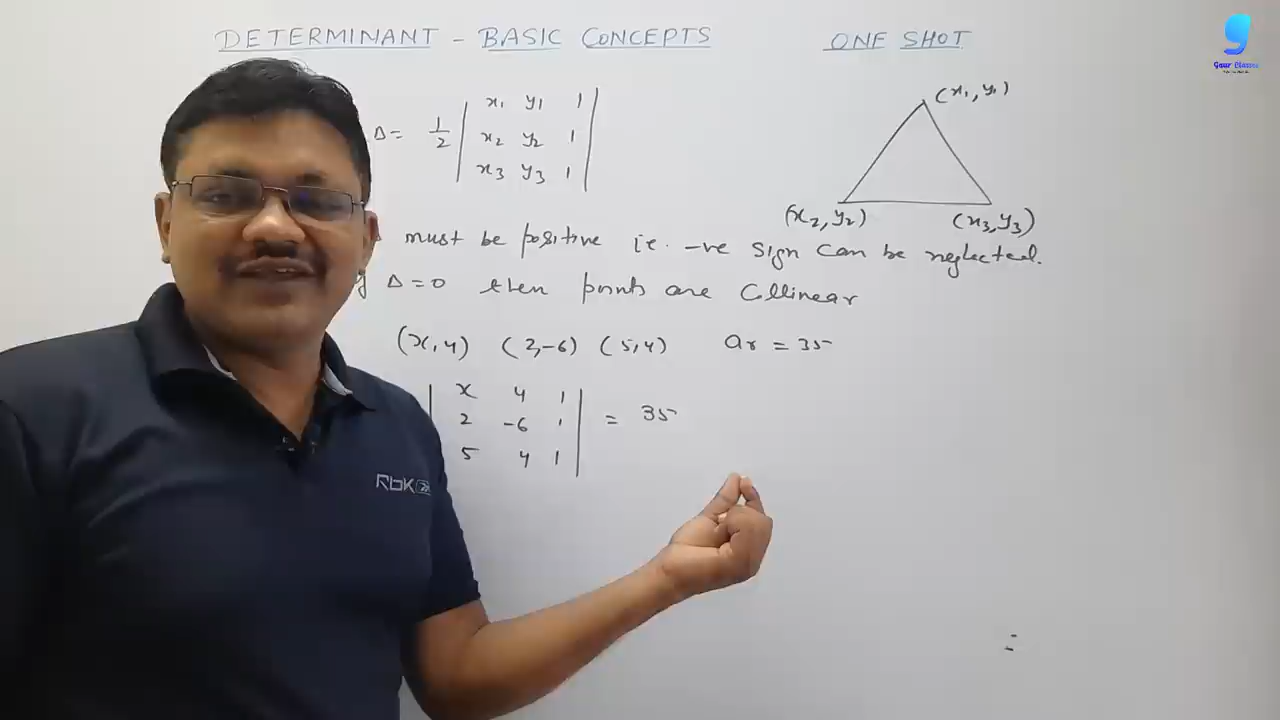 DETERMINANT - BASIC CONCEPTS ONE SHOT
(x₁, y₁)
Δ = 1/2 | x₁ y₁ 1
x₂ y₂ 1
x₃ y₃ 1 |
(x₂, y₂) (x₃, y₃)
must be positive i.e. -ve sign can be neglected.
Δ = 0 then points are Collinear
(x, 4) (2, -6) (5, 4) ar = 35
| x 4 1
2 -6 1 | = 35
5 4 1
Rbk
Gaur Classes